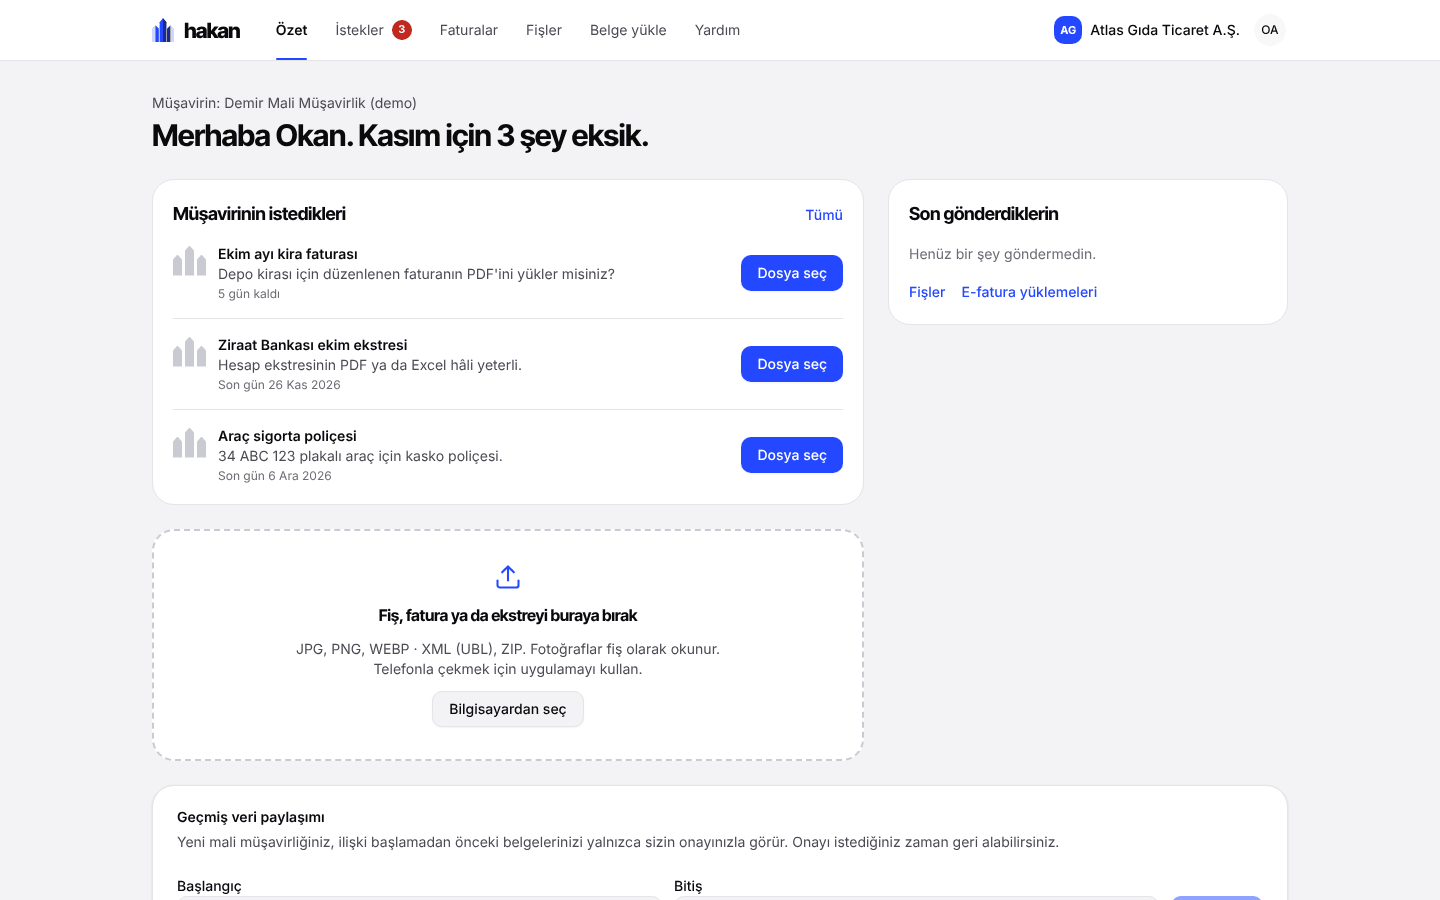 hakan
Özet
İstekler 3
Faturalar
Fişler
Belge yükle
Yardım
AG Atlas Gıda Ticaret A.Ş.
OA
Müşavirin: Demir Mali Müşavirlik (demo)
Merhaba Okan. Kasım için 3 şey eksik.
Müşavirinin istedikleri
Tümü
Ekim ayı kira faturası
Depo kirası için düzenlenen faturanın PDF'ini yükler misiniz?
5 gün kaldı
Dosya seç
Ziraat Bankası ekim ekstresi
Hesap ekstresinin PDF ya da Excel hâli yeterli.
Son gün 26 Kas 2026
Dosya seç
Araç sigorta poliçesi
34 ABC 123 plakalı araç için kasko poliçesi.
Son gün 6 Ara 2026
Dosya seç
Son gönderdiklerin
Henüz bir şey göndermedin.
Fişler
E-fatura yüklemeleri
Fiş, fatura ya da ekstreyi buraya bırak
JPG, PNG, WEBP · XML (UBL), ZIP. Fotoğraflar fiş olarak okunur.
Telefonla çekmek için uygulamayı kullan.
Bilgisayardan seç
Geçmiş veri paylaşımı
Yeni mali müşavirliğiniz, ilişki başlamadan önceki belgelerinizi yalnızca sizin onayınızla görür. Onayı istediğiniz zaman geri alabilirsiniz.
Başlangıç
Bitiş